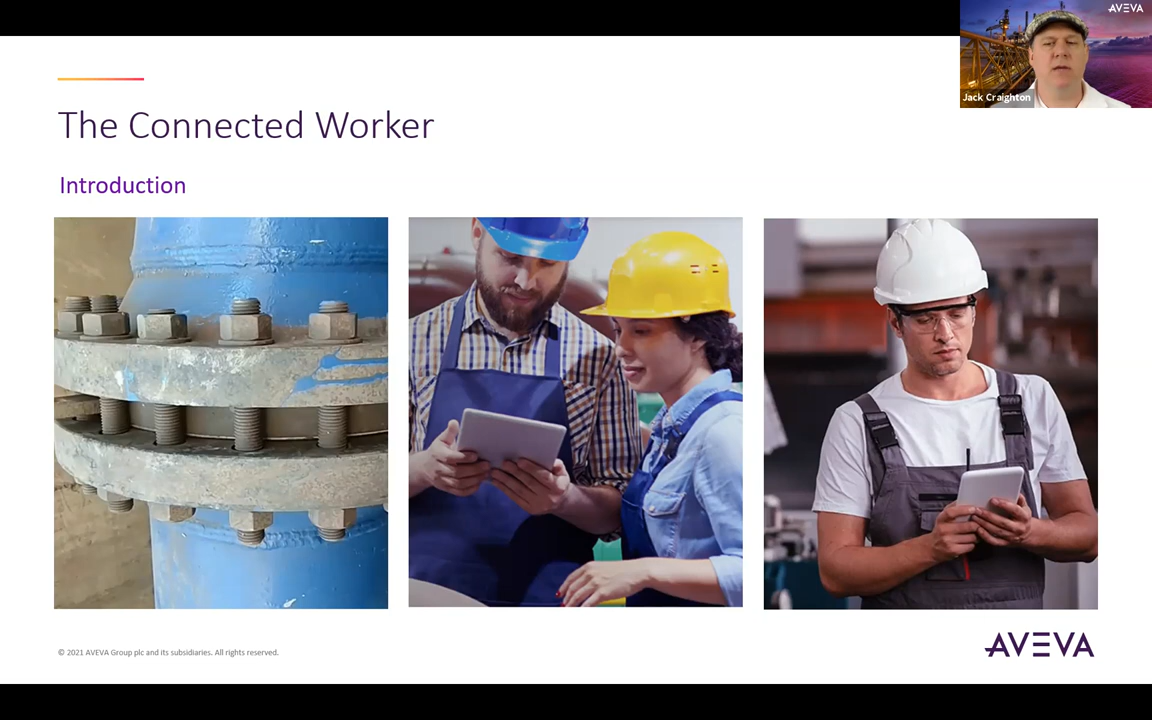 AVEVA
Jack Craighton
The Connected Worker
Introduction
© 2021 AVEVA Group plc and its subsidiaries. All rights reserved.
AVEVA